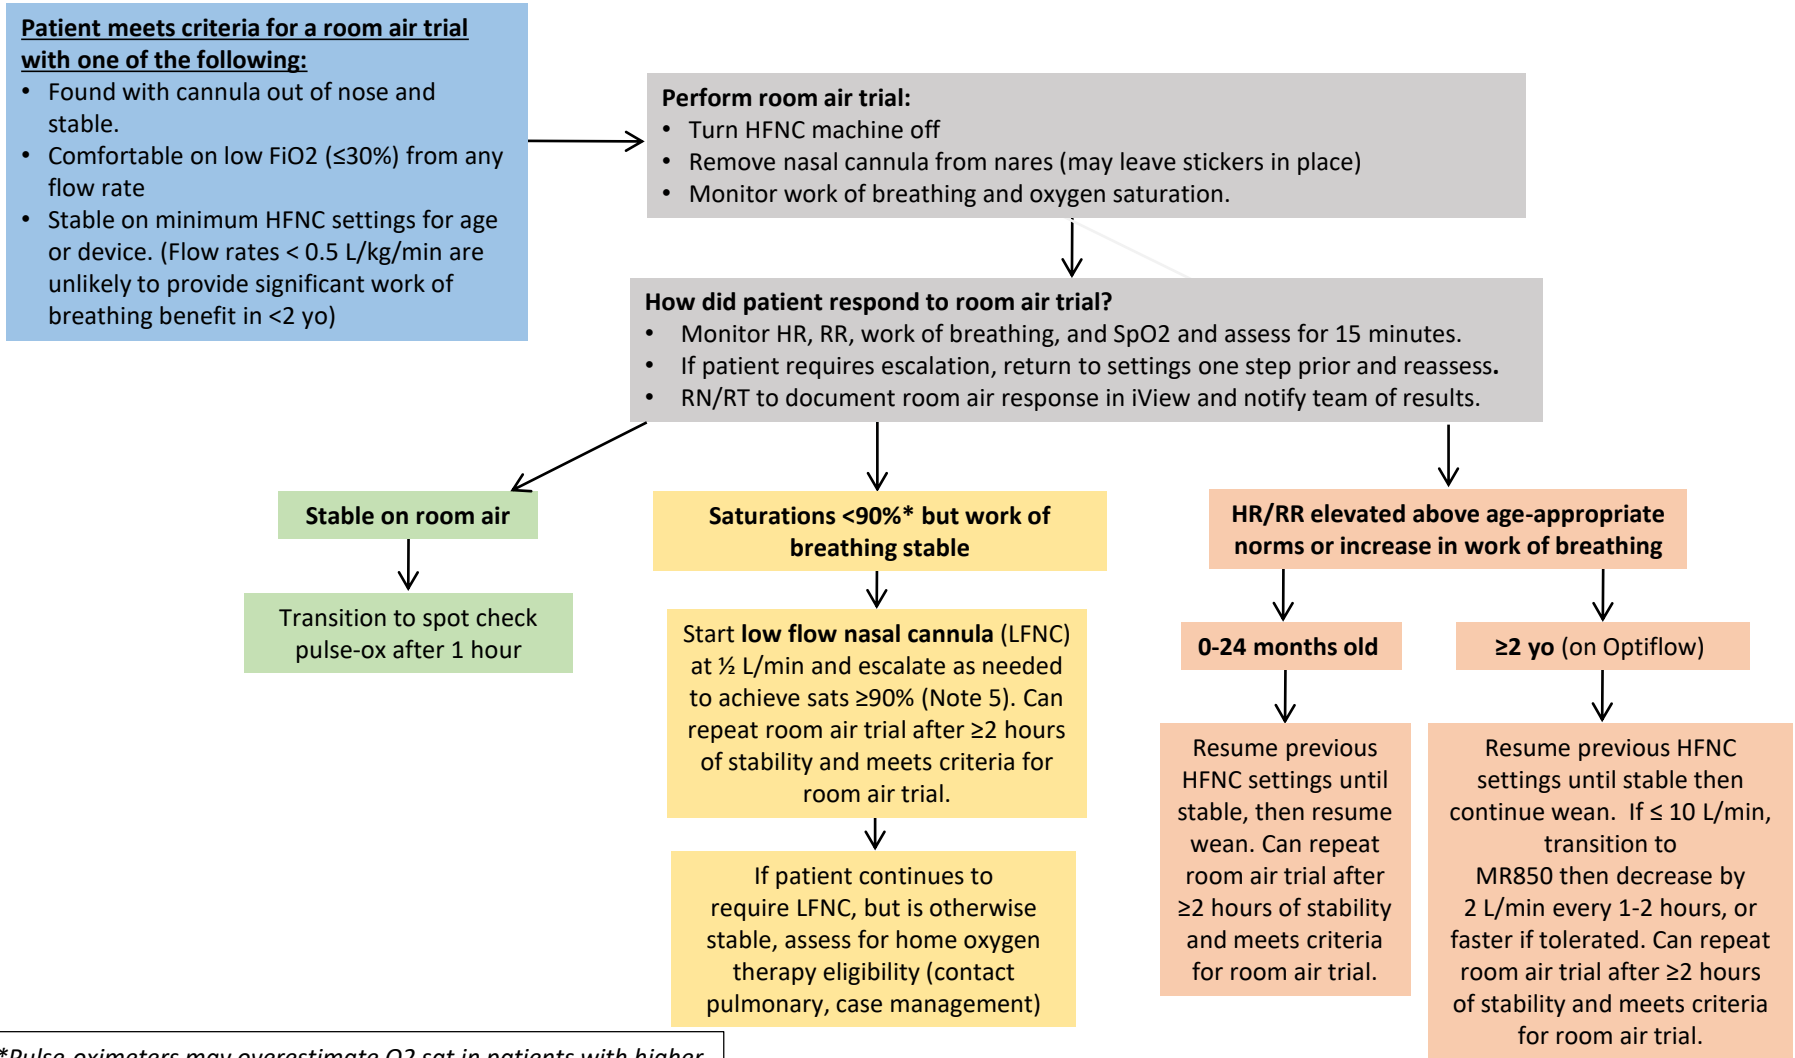 Patient meets criteria for a room air trial
with one of the following:
• Found with cannula out of nose and
stable.
• Comfortable on low FiO2 (≤30%) from any
flow rate
• Stable on minimum HFNC settings for age
or device. (Flow rates < 0.5 L/kg/min are
unlikely to provide significant work of
breathing benefit in <2 yo)
Perform room air trial:
• Turn HFNC machine off
• Remove nasal cannula from nares (may leave stickers in place)
• Monitor work of breathing and oxygen saturation.
How did patient respond to room air trial?
• Monitor HR, RR, work of breathing, and SpO2 and assess for 15 minutes.
• If patient requires escalation, return to settings one step prior and reassess.
• RN/RT to document room air response in iView and notify team of results.
Stable on room air
Transition to spot check
pulse-ox after 1 hour
Saturations <90%* but work of
breathing stable
Start low flow nasal cannula (LFNC)
at ½ L/min and escalate as needed
to achieve sats ≥90% (Note 5). Can
repeat room air trial after ≥2 hours
of stability and meets criteria for
room air trial.
If patient continues to
require LFNC, but is otherwise
stable, assess for home oxygen
therapy eligibility (contact
pulmonary, case management)
HR/RR elevated above age-appropriate
norms or increase in work of breathing
0-24 months old
Resume previous
HFNC settings until
stable, then resume
wean. Can repeat
room air trial after
≥2 hours of stability
and meets criteria
for room air trial.
≥2 yo (on Optiflow)
Resume previous HFNC
settings until stable then
continue wean. If ≤ 10 L/min,
transition to
MR850 then decrease by
2 L/min every 1-2 hours, or
faster if tolerated. Can repeat
room air trial after ≥2 hours
of stability and meets criteria
for room air trial.
*Pulse-oximeters may overestimate O2 sat in patients with higher